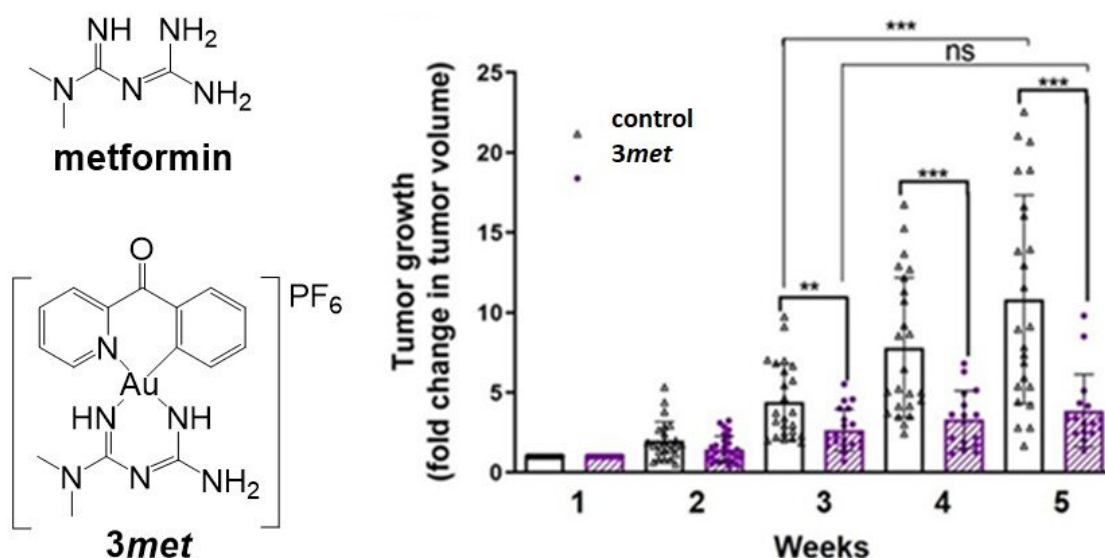 NH
NH2
N
N
NH2
metformin
O
N
Au
HN
NH
N
N
NH2
PF6
3met
Tumor growth
(fold change in tumor volume)
25
20
15
10
5
0
control
3met
***
ns
***
***
**
1
2
3
4
5
Weeks